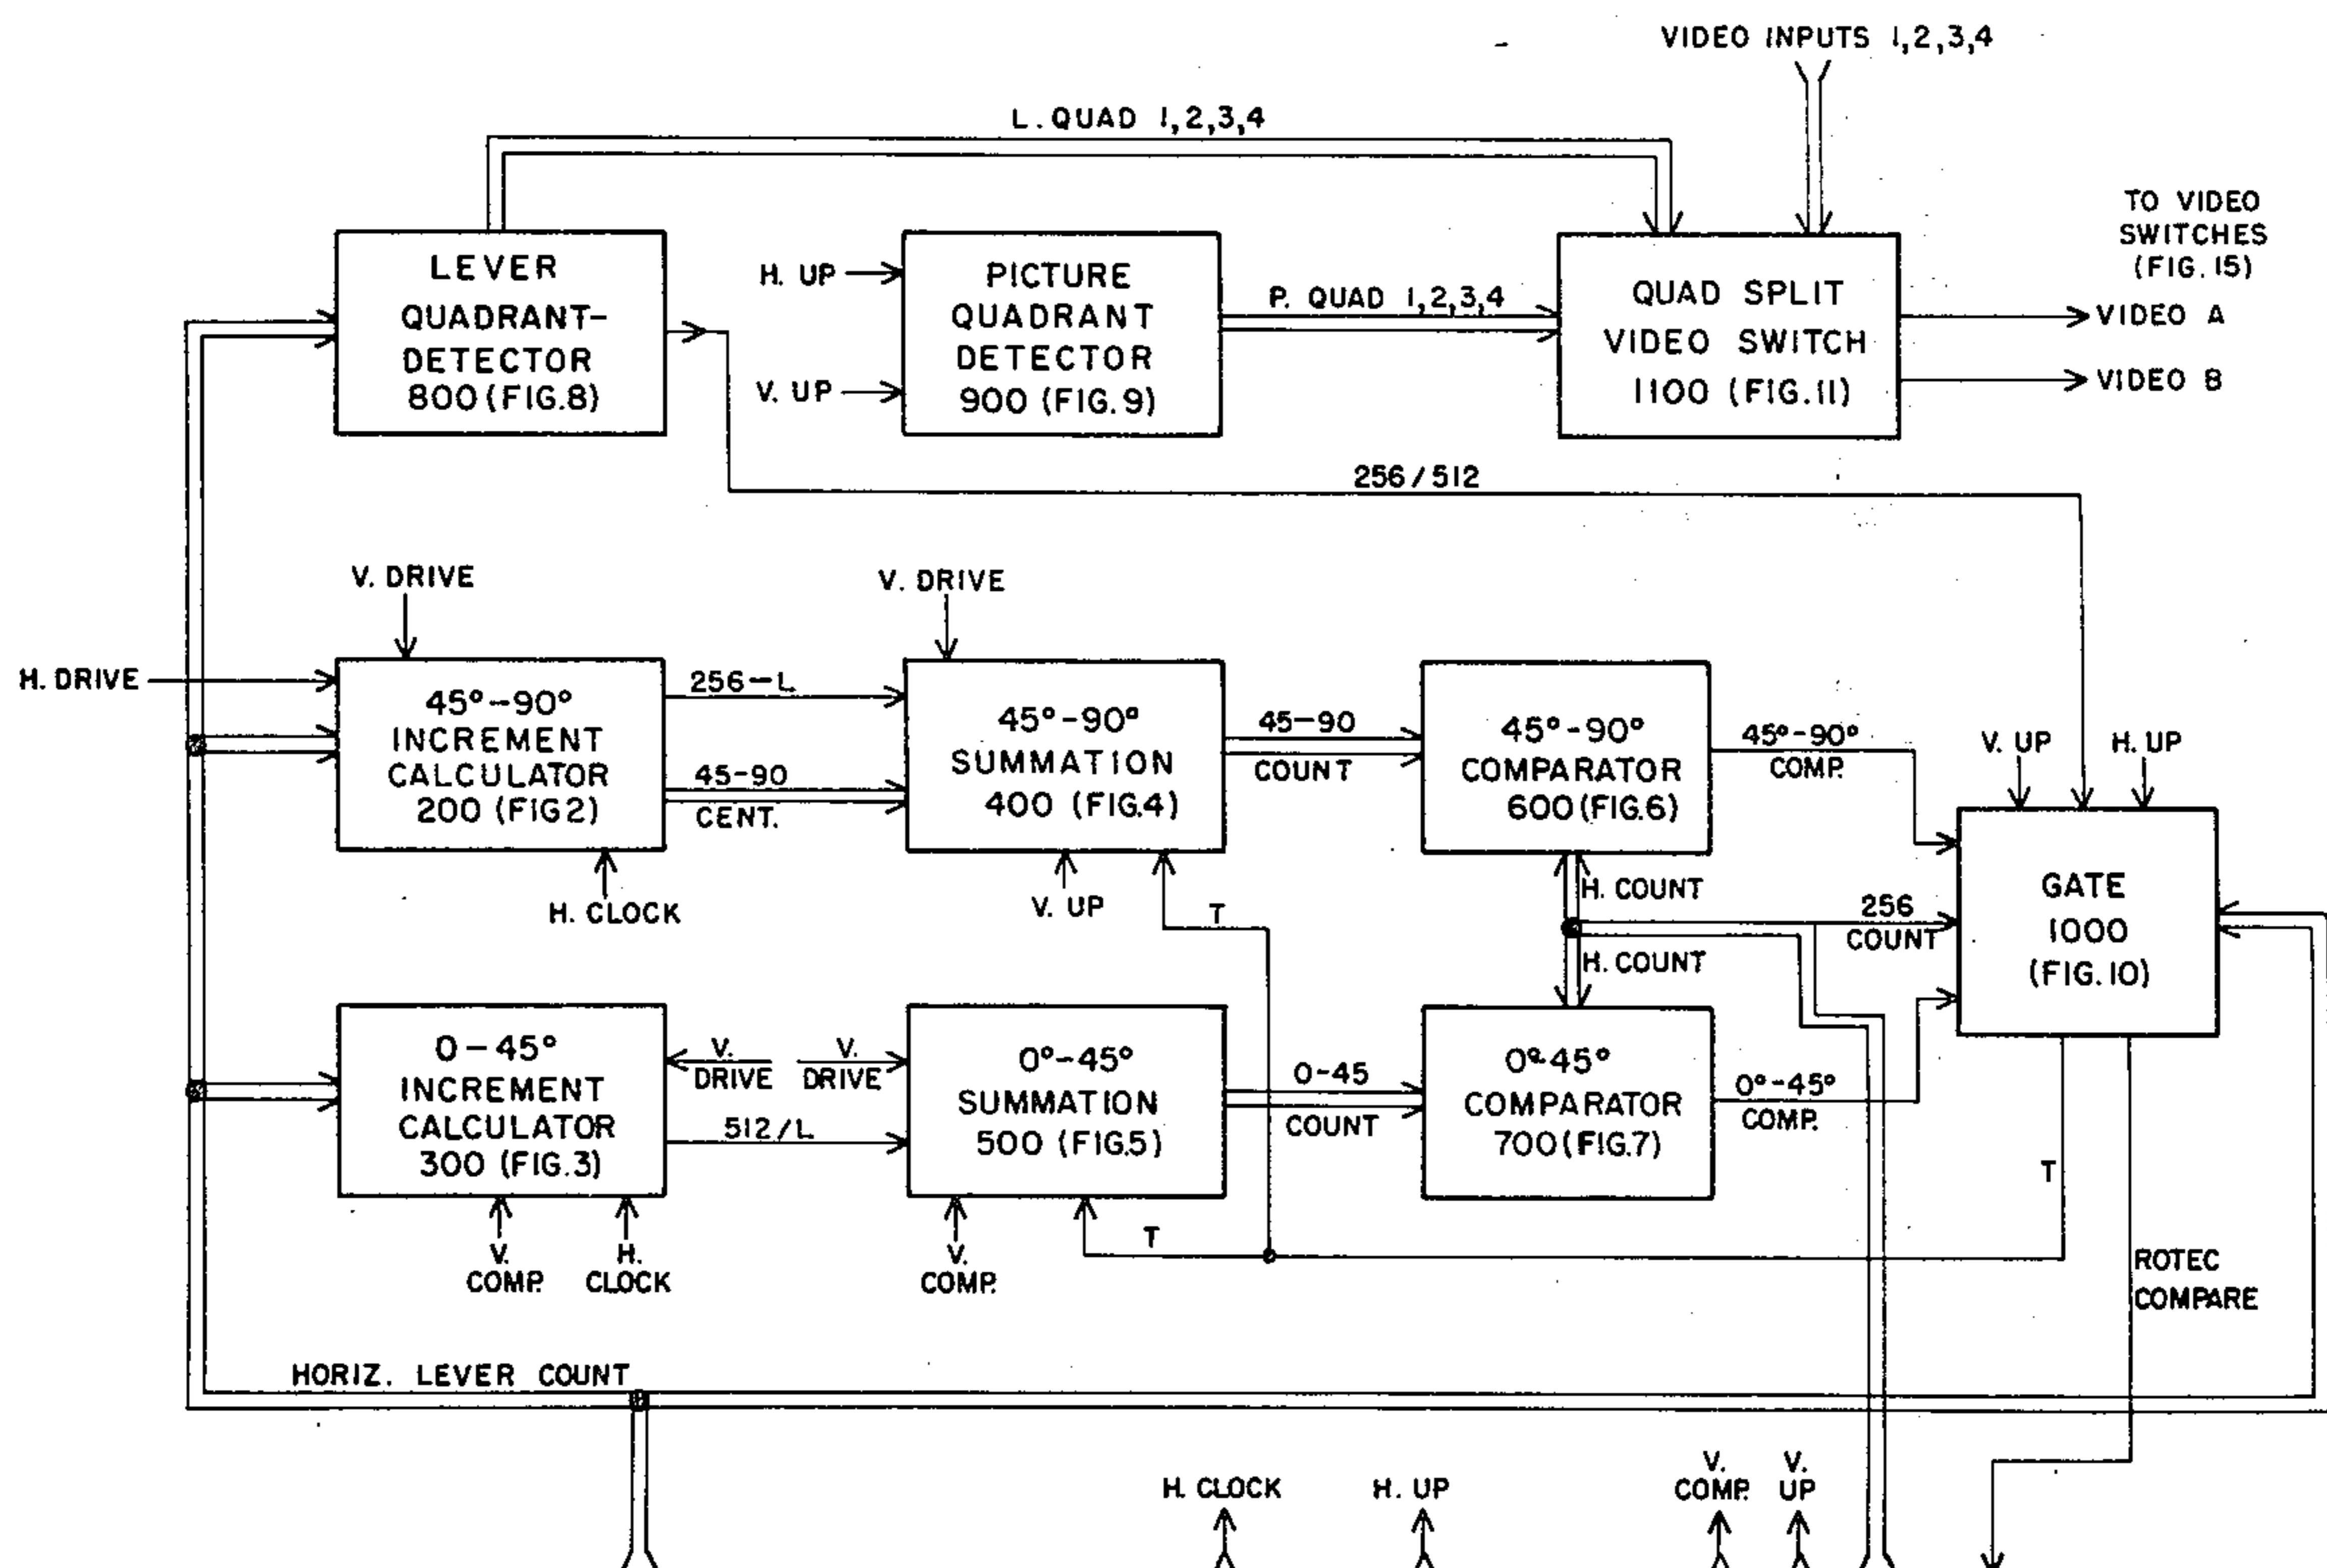 VIDEO INPUTS 1,2,3,4
L. QUAD 1,2,3,4
TO VIDEO
SWITCHES
(FIG. 15)
LEVER
QUADRANT-
DETECTOR
800 (FIG.8)
H. UP
V. UP
PICTURE
QUADRANT
DETECTOR
900 (FIG. 9)
P. QUAD 1,2,3,4
QUAD SPLIT
VIDEO SWITCH
1100 (FIG.11)
VIDEO A
VIDEO B
256/512
V. DRIVE
V. DRIVE
H. DRIVE
45°-90°
INCREMENT
CALCULATOR
200 (FIG 2)
256-L
45-90
CENT.
H. CLOCK
45°-90°
SUMMATION
400 (FIG.4)
V. UP
T
45-90
COUNT
45°-90°
COMPARATOR
600 (FIG.6)
45°-90°
COMP.
V. UP
H. UP
H. COUNT
H. COUNT
256
COUNT
GATE
1000
(FIG. 10)
0-45°
INCREMENT
CALCULATOR
300 (FIG. 3)
V.
DRIVE
V.
DRIVE
512/L
V.
COMP.
H.
CLOCK
0°-45°
SUMMATION
500 (FIG.5)
V.
COMP.
T
0-45
COUNT
0°-45°
COMPARATOR
700 (FIG.7)
0°-45°
COMP.
T
ROTEC
COMPARE
HORIZ. LEVER COUNT
H. CLOCK
H. UP
V.
COMP.
V.
UP